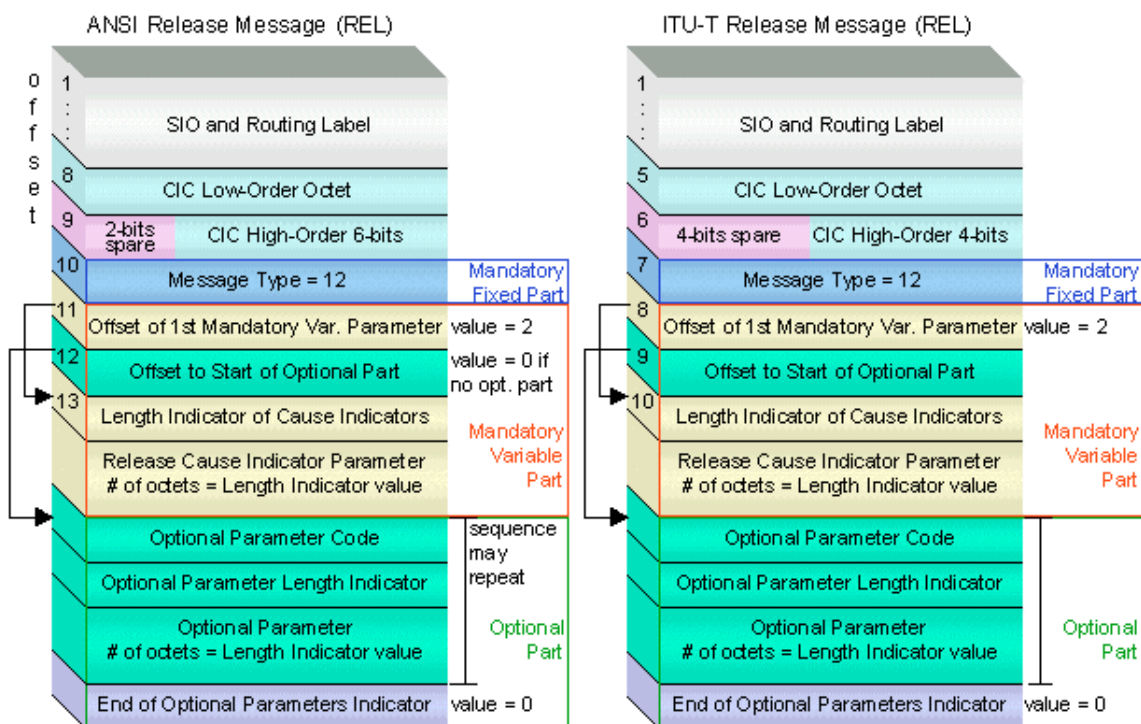 ANSI Release Message (REL)
offset
1
:
:
SIO and Routing Label
8
CIC Low-Order Octet
9
2-bits
spare
CIC High-Order 6-bits
10
Message Type = 12
Mandatory
Fixed Part
11
Offset of 1st Mandatory Var. Parameter
value = 2
12
Offset to Start of Optional Part
value = 0 if
no opt. part
13
Length Indicator of Cause Indicators
Release Cause Indicator Parameter
# of octets = Length Indicator value
Mandatory
Variable
Part
Optional Parameter Code
sequence
may
repeat
Optional Parameter Length Indicator
Optional Parameter
# of octets = Length Indicator value
Optional
Part
End of Optional Parameters Indicator
value = 0
ITU-T Release Message (REL)
1
:
:
SIO and Routing Label
5
CIC Low-Order Octet
6
4-bits spare
CIC High-Order 4-bits
7
Message Type = 12
Mandatory
Fixed Part
8
Offset of 1st Mandatory Var. Parameter
value = 2
9
Offset to Start of Optional Part
10
Length Indicator of Cause Indicators
Release Cause Indicator Parameter
# of octets = Length Indicator value
Mandatory
Variable
Part
Optional Parameter Code
Optional Parameter Length Indicator
Optional Parameter
# of octets = Length Indicator value
Optional
Part
End of Optional Parameters Indicator
value = 0